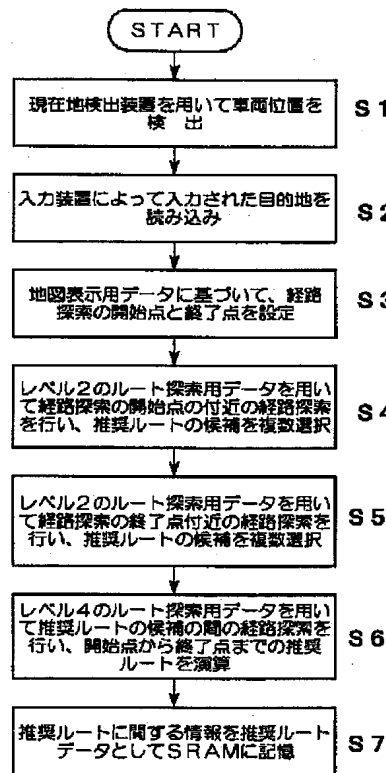 START
現在地検出装置を用いて車両位置を
検 出
S 1
入力装置によって入力された目的地を
読み込み
S 2
地図表示用データに基づいて、経路
探索の開始点と終了点を設定
S 3
レベル2のルート探索用データを用い
て経路探索の開始点の付近の経路探索
を行い、推奨ルートの候補を複数選択
S 4
レベル2のルート探索用データを用い
て経路探索の終了点付近の経路探索を
行い、推奨ルートの候補を複数選択
S 5
レベル4のルート探索用データを用い
て推奨ルートの候補の間の経路探索を
行い、開始点から終了点までの推奨
ルートを演算
S 6
推奨ルートに関する情報を推奨ルート
データとしてSRAMに記憶
S 7